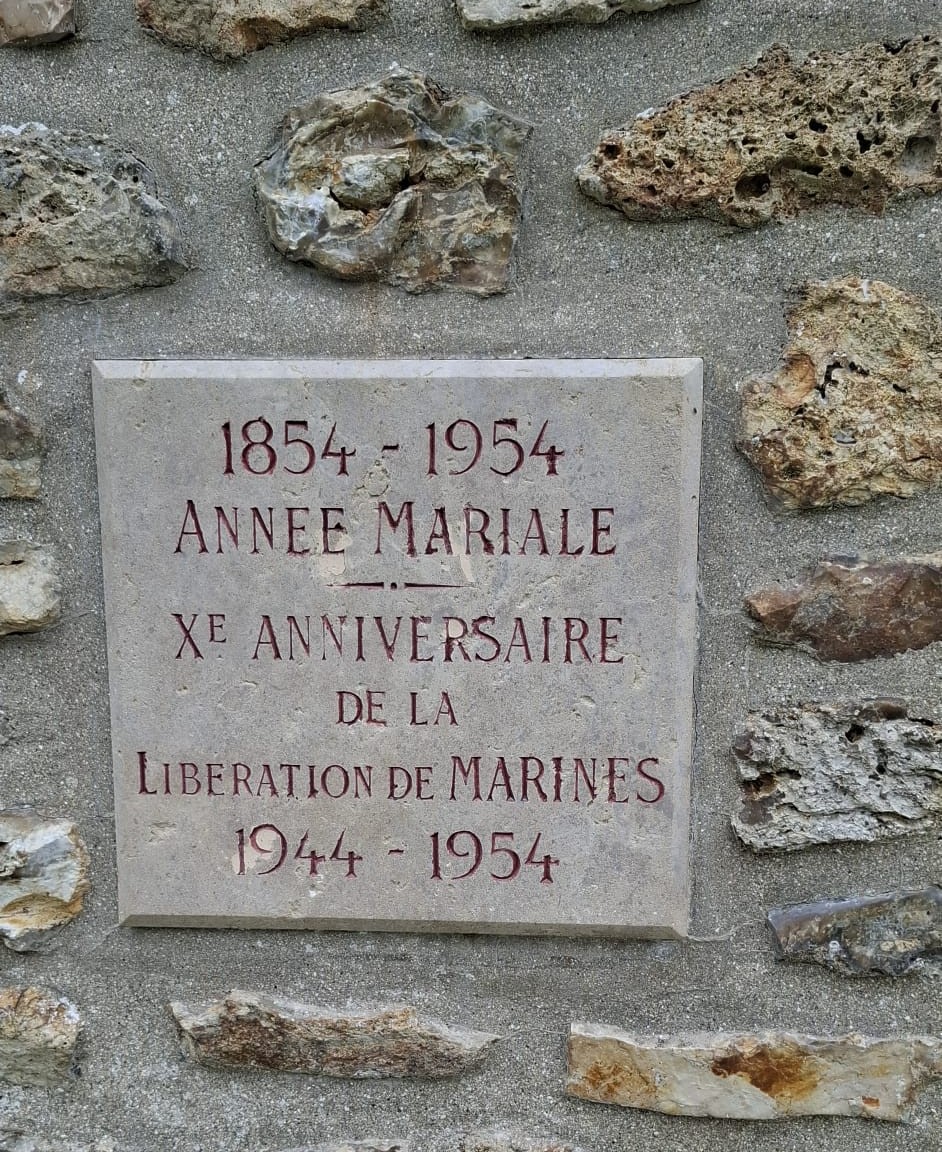 1854 - 1954
ANNEE MARIALE
XE ANNIVERSAIRE
DE LA
LIBERATION DE MARINES
1944 - 1954